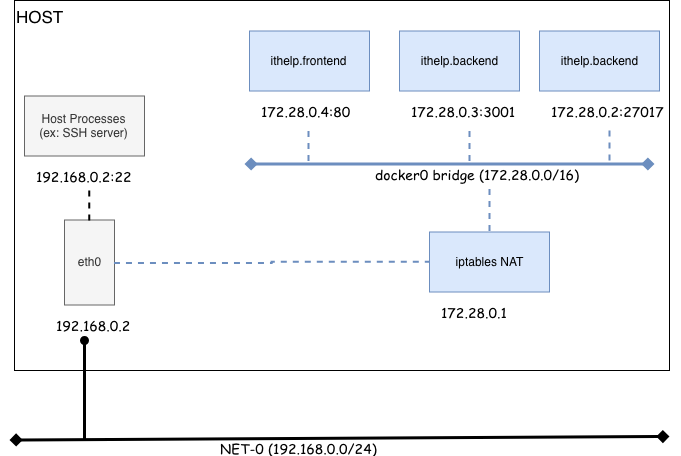 HOST
ithelp.frontend
ithelp.backend
ithelp.backend
172.28.0.4:80
172.28.0.3:3001
172.28.0.2:27017
Host Processes
(ex: SSH server)
192.168.0.2:22
docker0 bridge (172.28.0.0/16)
eth0
iptables NAT
172.28.0.1
192.168.0.2
NET-0 (192.168.0.0/24)